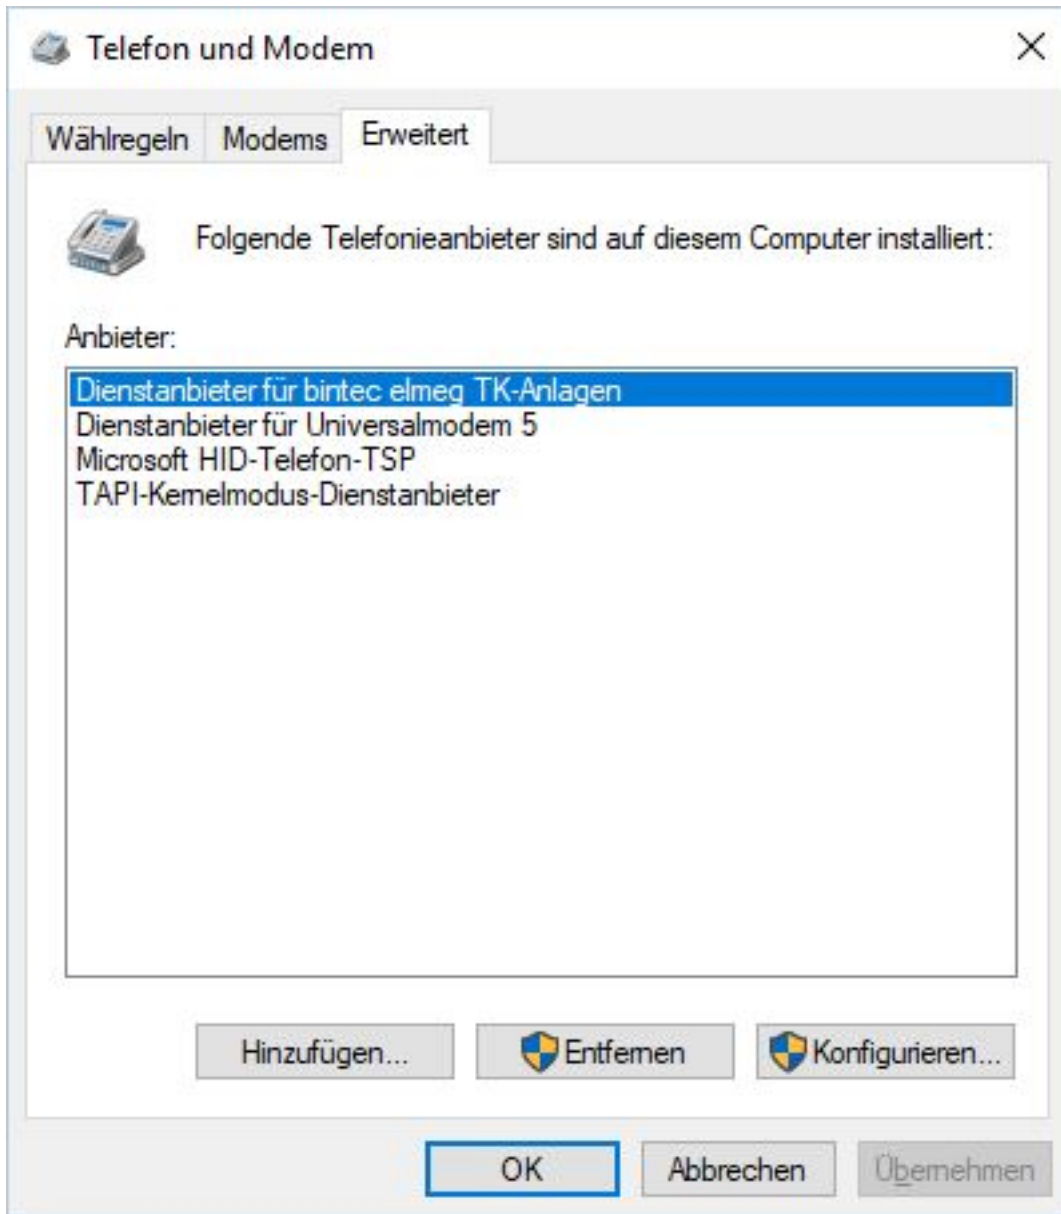 Telefon und Modem
Wählregeln Modems Erweitert
Folgende Telefonieanbieter sind auf diesem Computer installiert:
Anbieter:
Dienstanbieter für bintec elmeg TK-Anlagen
Dienstanbieter für Universalmodem 5
Microsoft HID-Telefon-TSP
TAPI-Kernelmodus-Dienstanbieter
Hinzufügen... Entfernen Konfigurieren...
OK Abbrechen Übernehmen